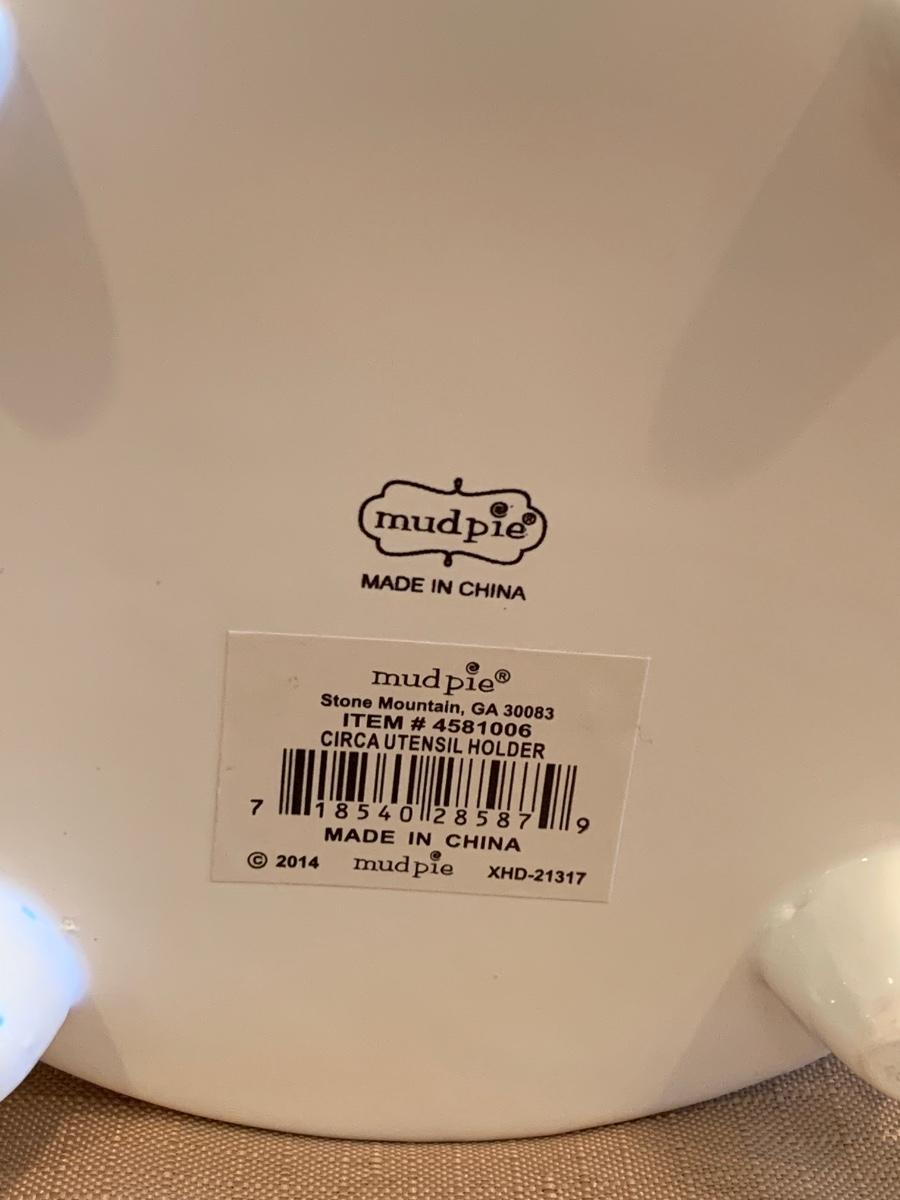 mudpie®
MADE IN CHINA
mudpie®
Stone Mountain, GA 30083
ITEM # 4581006
CIRCA UTENSIL HOLDER
7 18540 28587 9
MADE IN CHINA
© 2014 mudpie XHD-21317